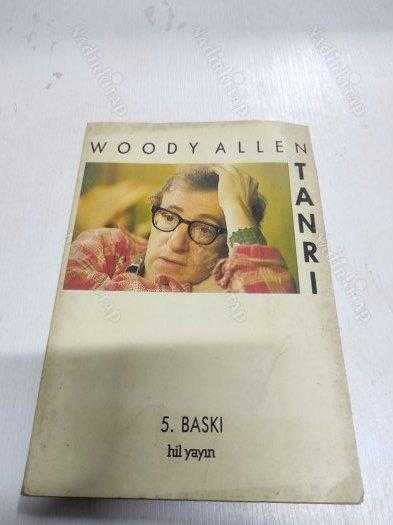 WOODY ALLEN
TANRI
5. BASKI
hil yayın